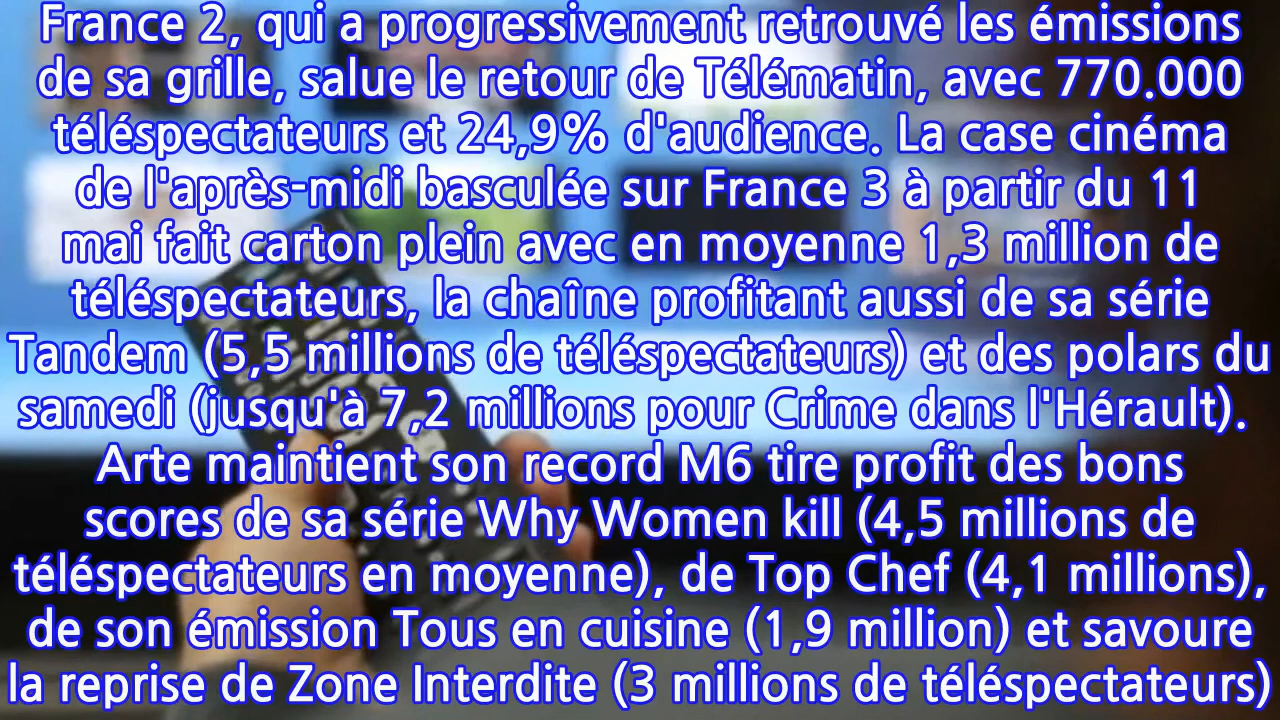 France 2, qui a progressivement retrouvé les émissions
de sa grille, salue le retour de Télématin, avec 770.000
téléspectateurs et 24,9% d'audience. La case cinéma
de l'après-midi basculée sur France 3 à partir du 11
mai fait carton plein avec en moyenne 1,3 million de
téléspectateurs, la chaîne profitant aussi de sa série
Tandem (5,5 millions de téléspectateurs) et des polars du
samedi (jusqu'à 7,2 millions pour Crime dans l'Hérault).
Arte maintient son record M6 tire profit des bons
scores de sa série Why Women kill (4,5 millions de
téléspectateurs en moyenne), de Top Chef (4,1 millions),
de son émission Tous en cuisine (1,9 million) et savoure
la reprise de Zone Interdite (3 millions de téléspectateurs)